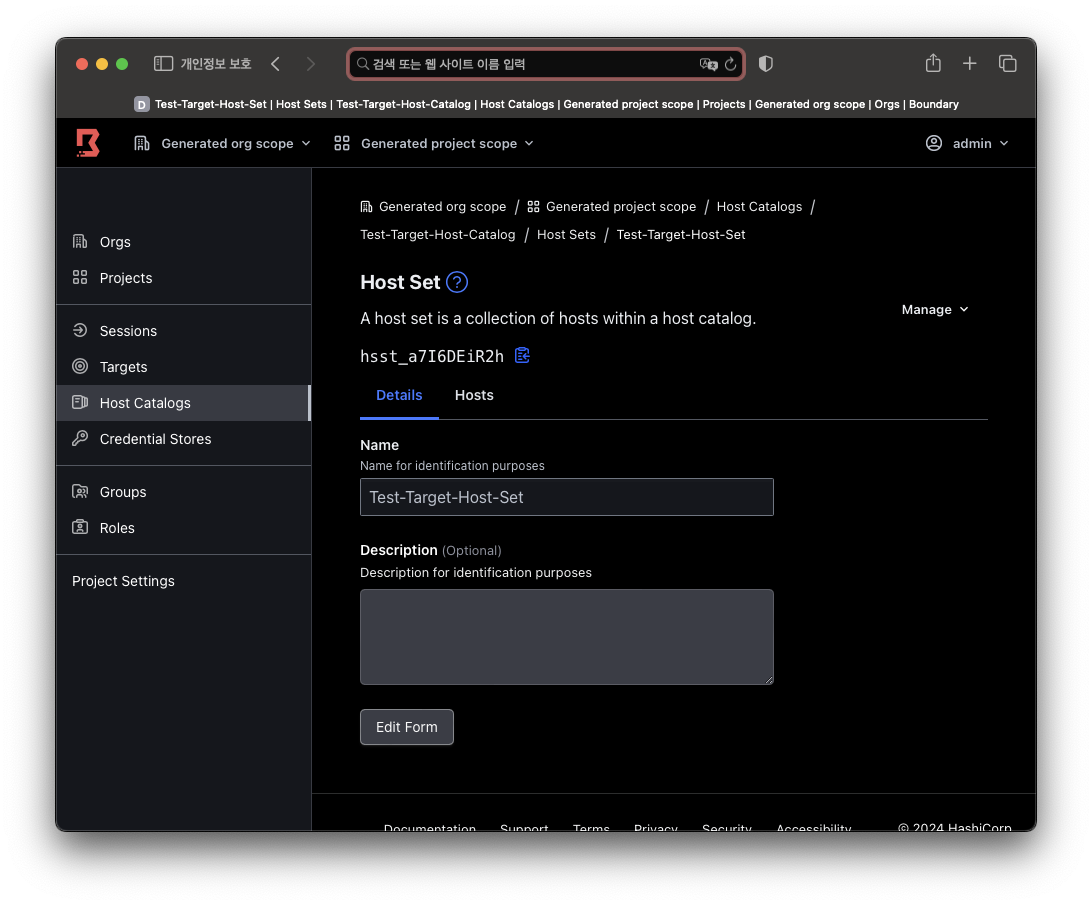 개인정보 보호
검색 또는 웹 사이트 이름 입력
D Test-Target-Host-Set | Host Sets | Test-Target-Host-Catalog | Host Catalogs | Generated project scope | Projects | Generated org scope | Orgs | Boundary
Generated org scope
Generated project scope
admin
Orgs
Projects
Sessions
Targets
Host Catalogs
Credential Stores
Groups
Roles
Project Settings
Generated org scope / Generated project scope / Host Catalogs /
Test-Target-Host-Catalog / Host Sets / Test-Target-Host-Set
Host Set ?
Manage
A host set is a collection of hosts within a host catalog.
hsst_a7I6DEiR2h
Details Hosts
Name
Name for identification purposes
Test-Target-Host-Set
Description (Optional)
Description for identification purposes
Edit Form
Documentation Support Terms Privacy Security Accessibility © 2024 HashiCorp